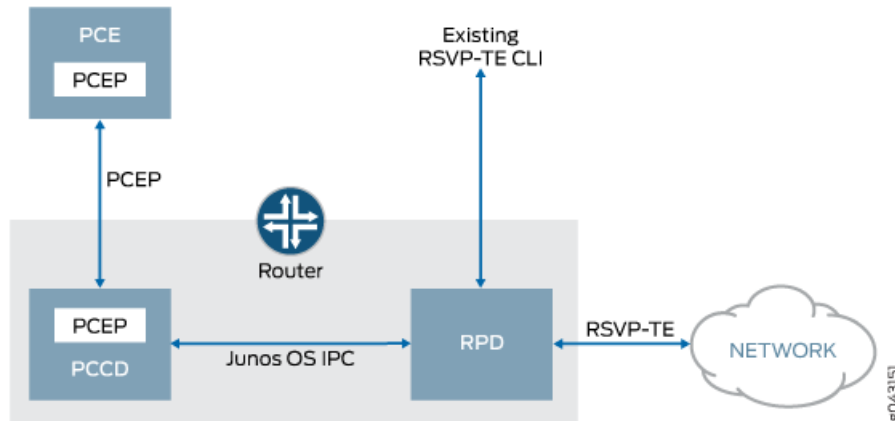 PCE
PCEP
Existing
RSVP-TE CLI
PCEP
Router
PCEP
PCCD
Junos OS IPC
RPD
RSVP-TE
NETWORK
g043151